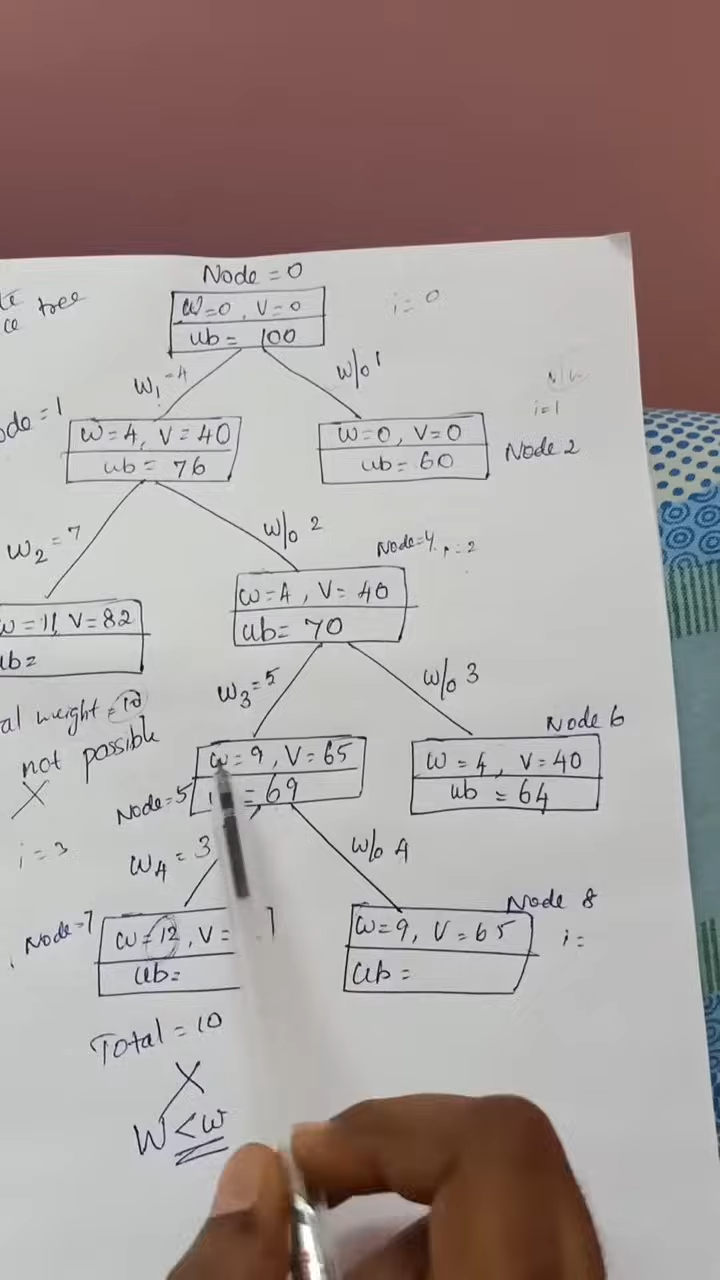 Node = 0
tree
W=0, V=0
i=0
ub= 100
W1=4
w/o 1
i=1
ode=1
W=4, V=40
W=0, V=0
ub= 76
ub=60
Node 2
W2=7
w/o 2
Node=4, i=2
W=4, V=40
ub= 70
W=11, V=82
ub=
W3=5
w/o 3
al weight=10
not possible
X
Node 6
W=9, V=65
W=4, V=40
=69
ub =64
Node=5
i=3
W4=3
w/o 4
Node 8
Node=7
W=12, V=
W=9, V=65
i=
ub=
ub=
Total=10
X
W<w